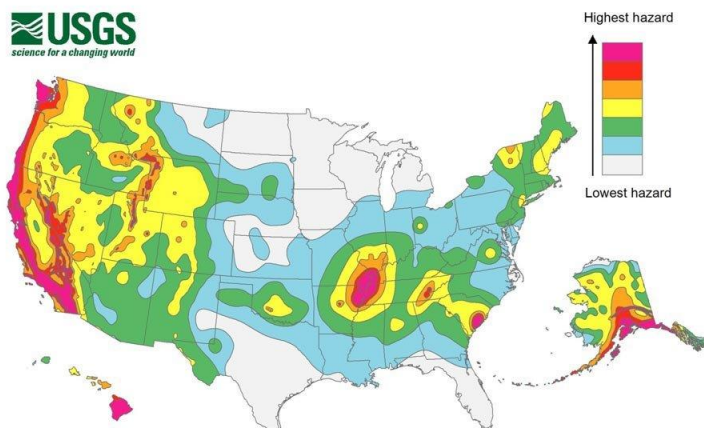 USGS
science for a changing world
Highest hazard
Lowest hazard